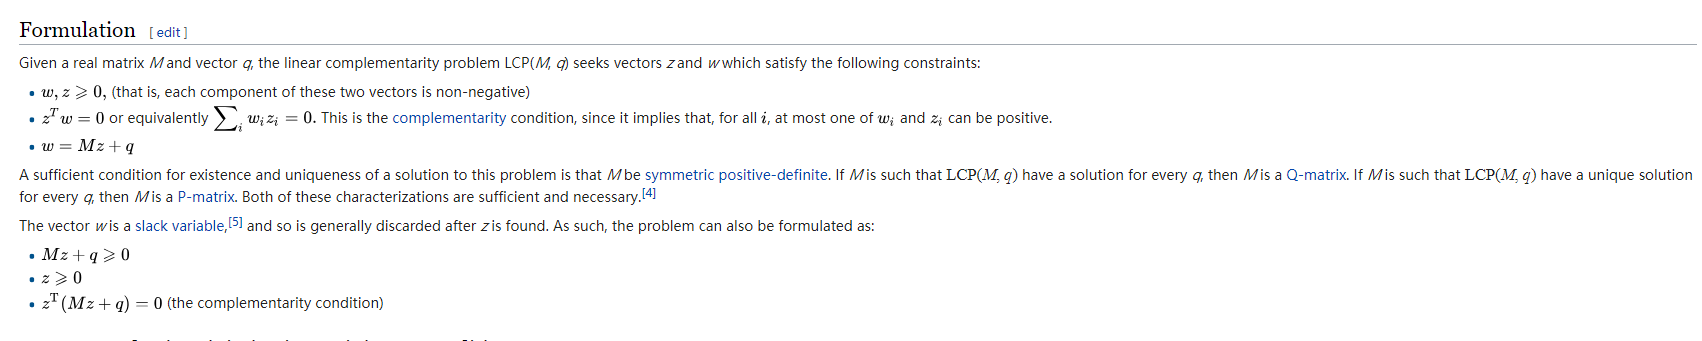 Formulation [ edit ]
Given a real matrix M and vector q, the linear complementarity problem LCP(M, q) seeks vectors z and w which satisfy the following constraints:
• w, z ⩾ 0, (that is, each component of these two vectors is non-negative)
• z^T w = 0 or equivalently ∑_i w_i z_i = 0. This is the complementarity condition, since it implies that, for all i, at most one of w_i and z_i can be positive.
• w = Mz + q
A sufficient condition for existence and uniqueness of a solution to this problem is that M be symmetric positive-definite. If M is such that LCP(M, q) have a solution for every q, then M is a Q-matrix. If M is such that LCP(M, q) have a unique solution
for every q, then M is a P-matrix. Both of these characterizations are sufficient and necessary.[4]
The vector w is a slack variable,[5] and so is generally discarded after z is found. As such, the problem can also be formulated as:
• Mz + q ⩾ 0
• z ⩾ 0
• z^T(Mz + q) = 0 (the complementarity condition)